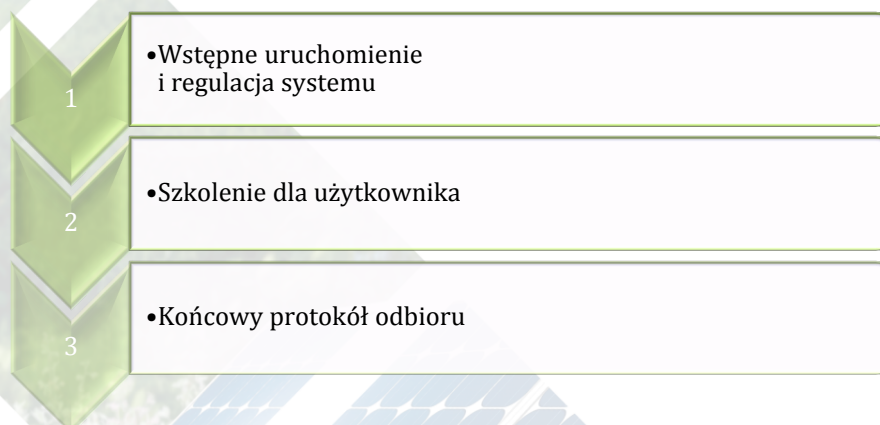 1
•Wstępne uruchomienie
i regulacja systemu
2
•Szkolenie dla użytkownika
3
•Końcowy protokół odbioru